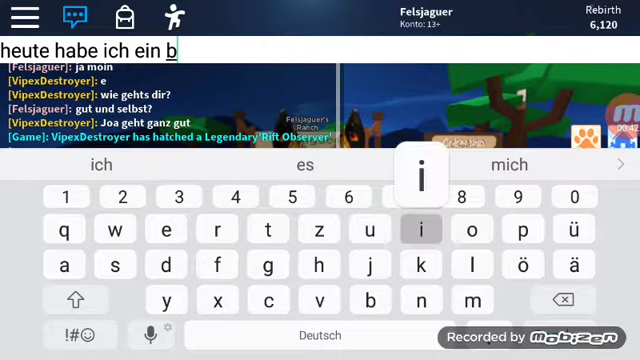 Felsjaguer
Konto: 13+
Rebirth
6,120
heute habe ich ein b
[Felsjaguer]: ja moin
[VipexDestroyer]: e
[VipexDestroyer]: wie gehts dir?
[Felsjaguer]: gut und selbst?
[VipexDestroyer]: Joa geht ganz gut
[Game]: VipexDestroyer has hatched a Legendary 'Rift Observer'
Felsjaguer's
Ranch
00:42
ich es mich
i
1 2 3 4 5 6 8 9 0
q w e r t z u i o p ü
a s d f g h j k l ö ä
y x c v b n m
!#☺ Deutsch
Recorded by MOBIZEN